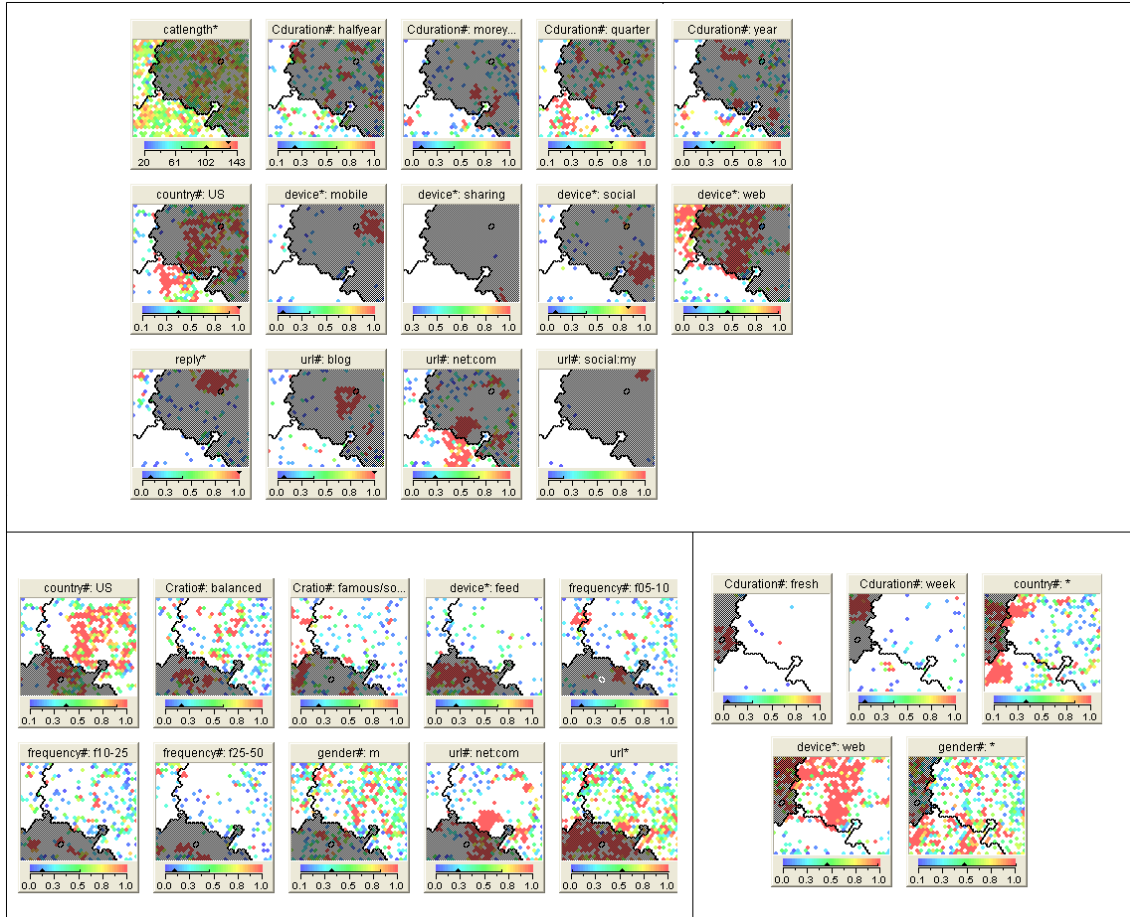 catlength* Cduration#: halfyear Cduration#: morey... Cduration#: quarter Cduration#: year
20 61 102 143 0.1 0.3 0.5 0.8 1.0 0.1 0.3 0.5 0.8 1.0 0.1 0.3 0.5 0.8 1.0 0.1 0.3 0.5 0.8 1.0
country#: US device*: mobile device*: sharing device*: social device*: web
0.1 0.3 0.5 0.8 1.0 0.0 0.3 0.5 0.8 1.0 0.3 0.5 0.8 1.0 0.1 0.3 0.5 0.8 1.0 0.0 0.3 0.5 0.8 1.0
reply* url#: blog url#: net:com url#: social:my
0.0 0.3 0.6 0.8 1.0 0.0 0.3 0.6 0.8 1.0 0.0 0.3 0.6 0.8 1.0 0.0 0.3 0.6 0.8 1.0
country#: US Cratio#: balanced Cratio#: famous/so... device*: feed frequency#: f05-10
0.1 0.3 0.5 0.8 1.0 0.0 0.3 0.5 0.8 1.0 0.0 0.3 0.5 0.8 1.0 0.0 0.3 0.5 0.8 1.0 0.0 0.3 0.5 0.8 1.0
frequency#: f10-25 frequency#: f25-50 gender#: m url#: net:com url*
0.0 0.3 0.5 0.8 1.0 0.0 0.3 0.5 0.8 1.0 0.0 0.3 0.5 0.8 1.0 0.0 0.3 0.6 0.8 1.0 0.0 0.3 0.6 0.8 1.0
Cduration#: fresh Cduration#: week country#: *
0.0 0.3 0.5 0.8 1.0 0.0 0.3 0.5 0.8 1.0 0.1 0.3 0.5 0.8 1.0
device*: web gender#: *
0.0 0.3 0.5 0.8 1.0 0.1 0.3 0.5 0.8 1.0